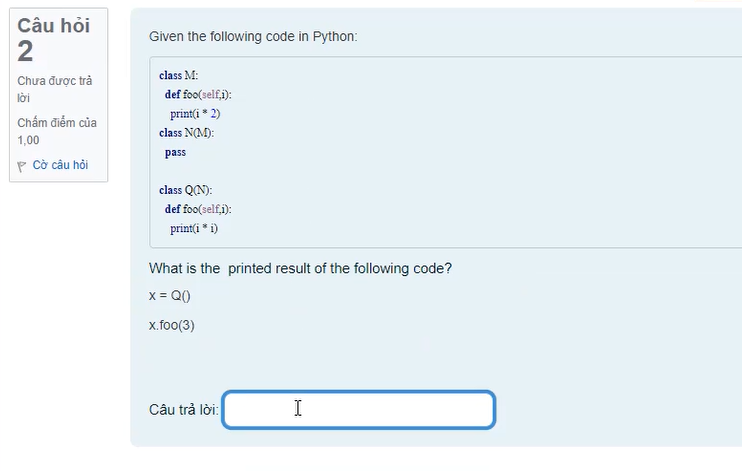 Câu hỏi
2
Chưa được trả
lời
Chấm điểm của
1,00
Cờ câu hỏi
Given the following code in Python:
class M:
def foo(self,i):
print(i * 2)
class N(M):
pass
class Q(N):
def foo(self,i):
print(i * i)
What is the printed result of the following code?
x = Q()
x.foo(3)
Câu trả lời: